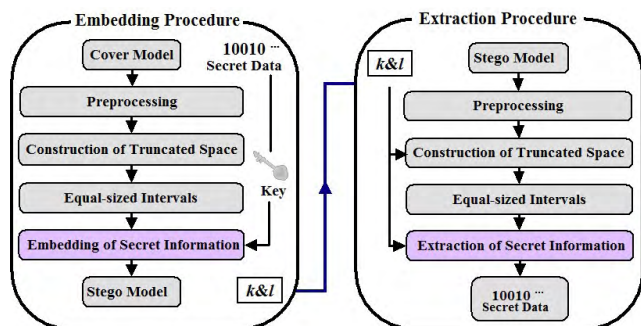 Embedding Procedure
Cover Model
10010 ...
Secret Data
Preprocessing
Construction of Truncated Space
Key
Equal-sized Intervals
Embedding of Secret Information
Stego Model
k&l
Extraction Procedure
k&l
Stego Model
Preprocessing
Construction of Truncated Space
Equal-sized Intervals
Extraction of Secret Information
10010 ...
Secret Data